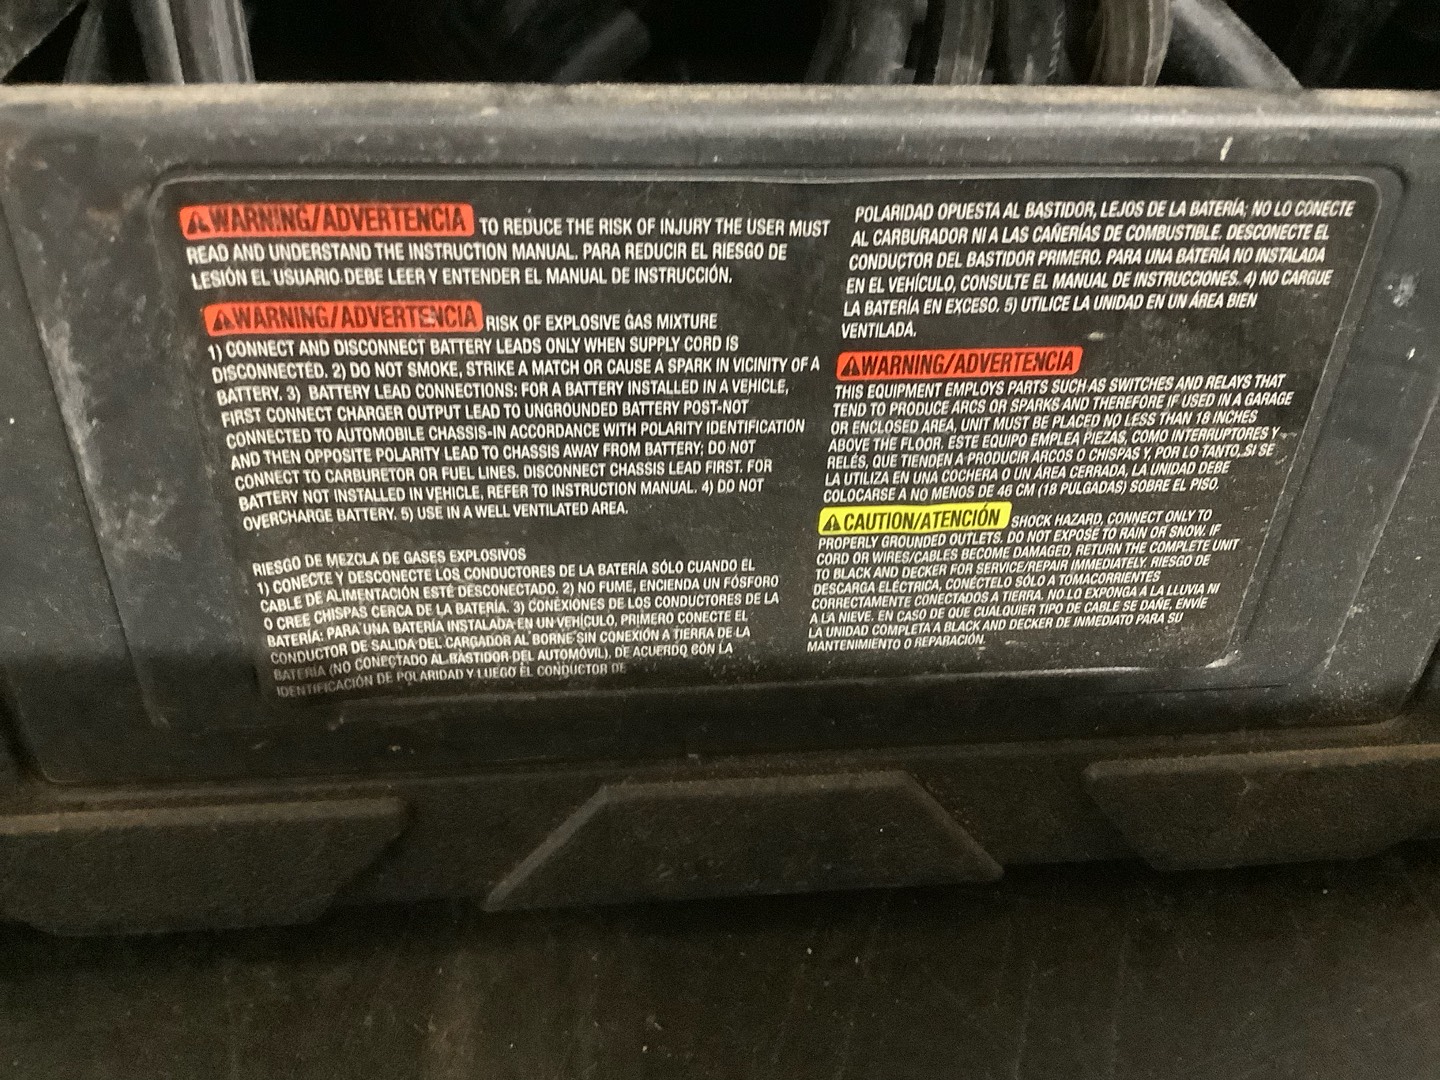 ⚠WARNING/ADVERTENCIA TO REDUCE THE RISK OF INJURY THE USER MUST
READ AND UNDERSTAND THE INSTRUCTION MANUAL. PARA REDUCIR EL RIESGO DE
LESIÓN EL USUARIO DEBE LEER Y ENTENDER EL MANUAL DE INSTRUCCIÓN.
⚠WARNING/ADVERTENCIA RISK OF EXPLOSIVE GAS MIXTURE
1) CONNECT AND DISCONNECT BATTERY LEADS ONLY WHEN SUPPLY CORD IS
DISCONNECTED. 2) DO NOT SMOKE, STRIKE A MATCH OR CAUSE A SPARK IN VICINITY OF A
BATTERY. 3) BATTERY LEAD CONNECTIONS: FOR A BATTERY INSTALLED IN A VEHICLE,
FIRST CONNECT CHARGER OUTPUT LEAD TO UNGROUNDED BATTERY POST-NOT
CONNECTED TO AUTOMOBILE CHASSIS-IN ACCORDANCE WITH POLARITY IDENTIFICATION
AND THEN OPPOSITE POLARITY LEAD TO CHASSIS AWAY FROM BATTERY; DO NOT
CONNECT TO CARBURETOR OR FUEL LINES. DISCONNECT CHASSIS LEAD FIRST. FOR
BATTERY NOT INSTALLED IN VEHICLE, REFER TO INSTRUCTION MANUAL. 4) DO NOT
OVERCHARGE BATTERY. 5) USE IN A WELL VENTILATED AREA.
RIESGO DE MEZCLA DE GASES EXPLOSIVOS
1) CONECTE Y DESCONECTE LOS CONDUCTORES DE LA BATERÍA SÓLO CUANDO EL
CABLE DE ALIMENTACIÓN ESTÉ DESCONECTADO. 2) NO FUME, ENCIENDA UN FÓSFORO
O CREE CHISPAS CERCA DE LA BATERÍA. 3) CONEXIONES DE LOS CONDUCTORES DE LA
BATERÍA: PARA UNA BATERÍA INSTALADA EN UN VEHÍCULO, PRIMERO CONECTE EL
CONDUCTOR DE SALIDA DEL CARGADOR AL BORNE SIN CONEXIÓN A TIERRA DE LA
BATERÍA (NO CONECTADO AL BASTIDOR DEL AUTOMÓVIL), DE ACUERDO CON LA
IDENTIFICACIÓN DE POLARIDAD Y LUEGO EL CONDUCTOR DE
POLARIDAD OPUESTA AL BASTIDOR, LEJOS DE LA BATERÍA; NO LO CONECTE
AL CARBURADOR NI A LAS CAÑERÍAS DE COMBUSTIBLE. DESCONECTE EL
CONDUCTOR DEL BASTIDOR PRIMERO. PARA UNA BATERÍA NO INSTALADA
EN EL VEHÍCULO, CONSULTE EL MANUAL DE INSTRUCCIONES. 4) NO CARGUE
LA BATERÍA EN EXCESO. 5) UTILICE LA UNIDAD EN UN ÁREA BIEN
VENTILADA.
⚠WARNING/ADVERTENCIA
THIS EQUIPMENT EMPLOYS PARTS SUCH AS SWITCHES AND RELAYS THAT
TEND TO PRODUCE ARCS OR SPARKS AND THEREFORE IF USED IN A GARAGE
OR ENCLOSED AREA, UNIT MUST BE PLACED NO LESS THAN 18 INCHES
ABOVE THE FLOOR. ESTE EQUIPO EMPLEA PIEZAS, COMO INTERRUPTORES Y
RELÉS, QUE TIENDEN A PRODUCIR ARCOS O CHISPAS Y, POR LO TANTO, SI SE
LA UTILIZA EN UNA COCHERA O UN ÁREA CERRADA, LA UNIDAD DEBE
COLOCARSE A NO MENOS DE 46 CM (18 PULGADAS) SOBRE EL PISO.
⚠CAUTION/ATENCIÓN SHOCK HAZARD, CONNECT ONLY TO
PROPERLY GROUNDED OUTLETS. DO NOT EXPOSE TO RAIN OR SNOW. IF
CORD OR WIRES/CABLES BECOME DAMAGED, RETURN THE COMPLETE UNIT
TO BLACK AND DECKER FOR SERVICE/REPAIR IMMEDIATELY. RIESGO DE
DESCARGA ELÉCTRICA, CONÉCTELO SÓLO A TOMACORRIENTES
CORRECTAMENTE CONECTADOS A TIERRA. NO LO EXPONGA A LA LLUVIA NI
A LA NIEVE. EN CASO DE QUE CUALQUIER TIPO DE CABLE SE DAÑE, ENVÍE
LA UNIDAD COMPLETA A BLACK AND DECKER DE INMEDIATO PARA SU
MANTENIMIENTO O REPARACIÓN.